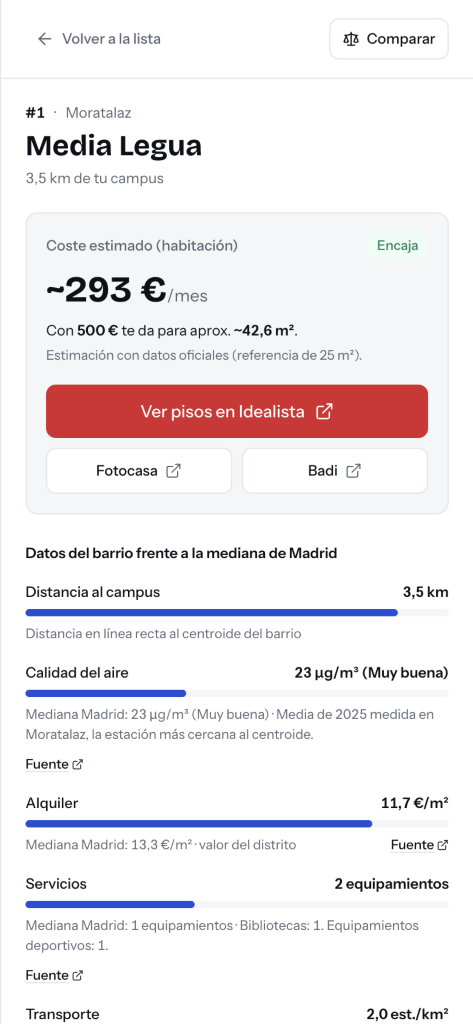 Volver a la lista
Comparar
#1 · Moratalaz
Media Legua
3,5 km de tu campus
Coste estimado (habitación)
Encaja
~293 €/mes
Con 500 € te da para aprox. ~42,6 m².
Estimación con datos oficiales (referencia de 25 m²).
Ver pisos en Idealista
Fotocasa
Badi
Datos del barrio frente a la mediana de Madrid
Distancia al campus
3,5 km
Distancia en línea recta al centroide del barrio
Calidad del aire
23 µg/m³ (Muy buena)
Mediana Madrid: 23 µg/m³ (Muy buena) · Media de 2025 medida en
Moratalaz, la estación más cercana al centroide.
Fuente
Alquiler
11,7 €/m²
Mediana Madrid: 13,3 €/m² · valor del distrito
Fuente
Servicios
2 equipamientos
Mediana Madrid: 1 equipamientos · Bibliotecas: 1. Equipamientos
deportivos: 1.
Fuente
Transporte
2,0 est./km²